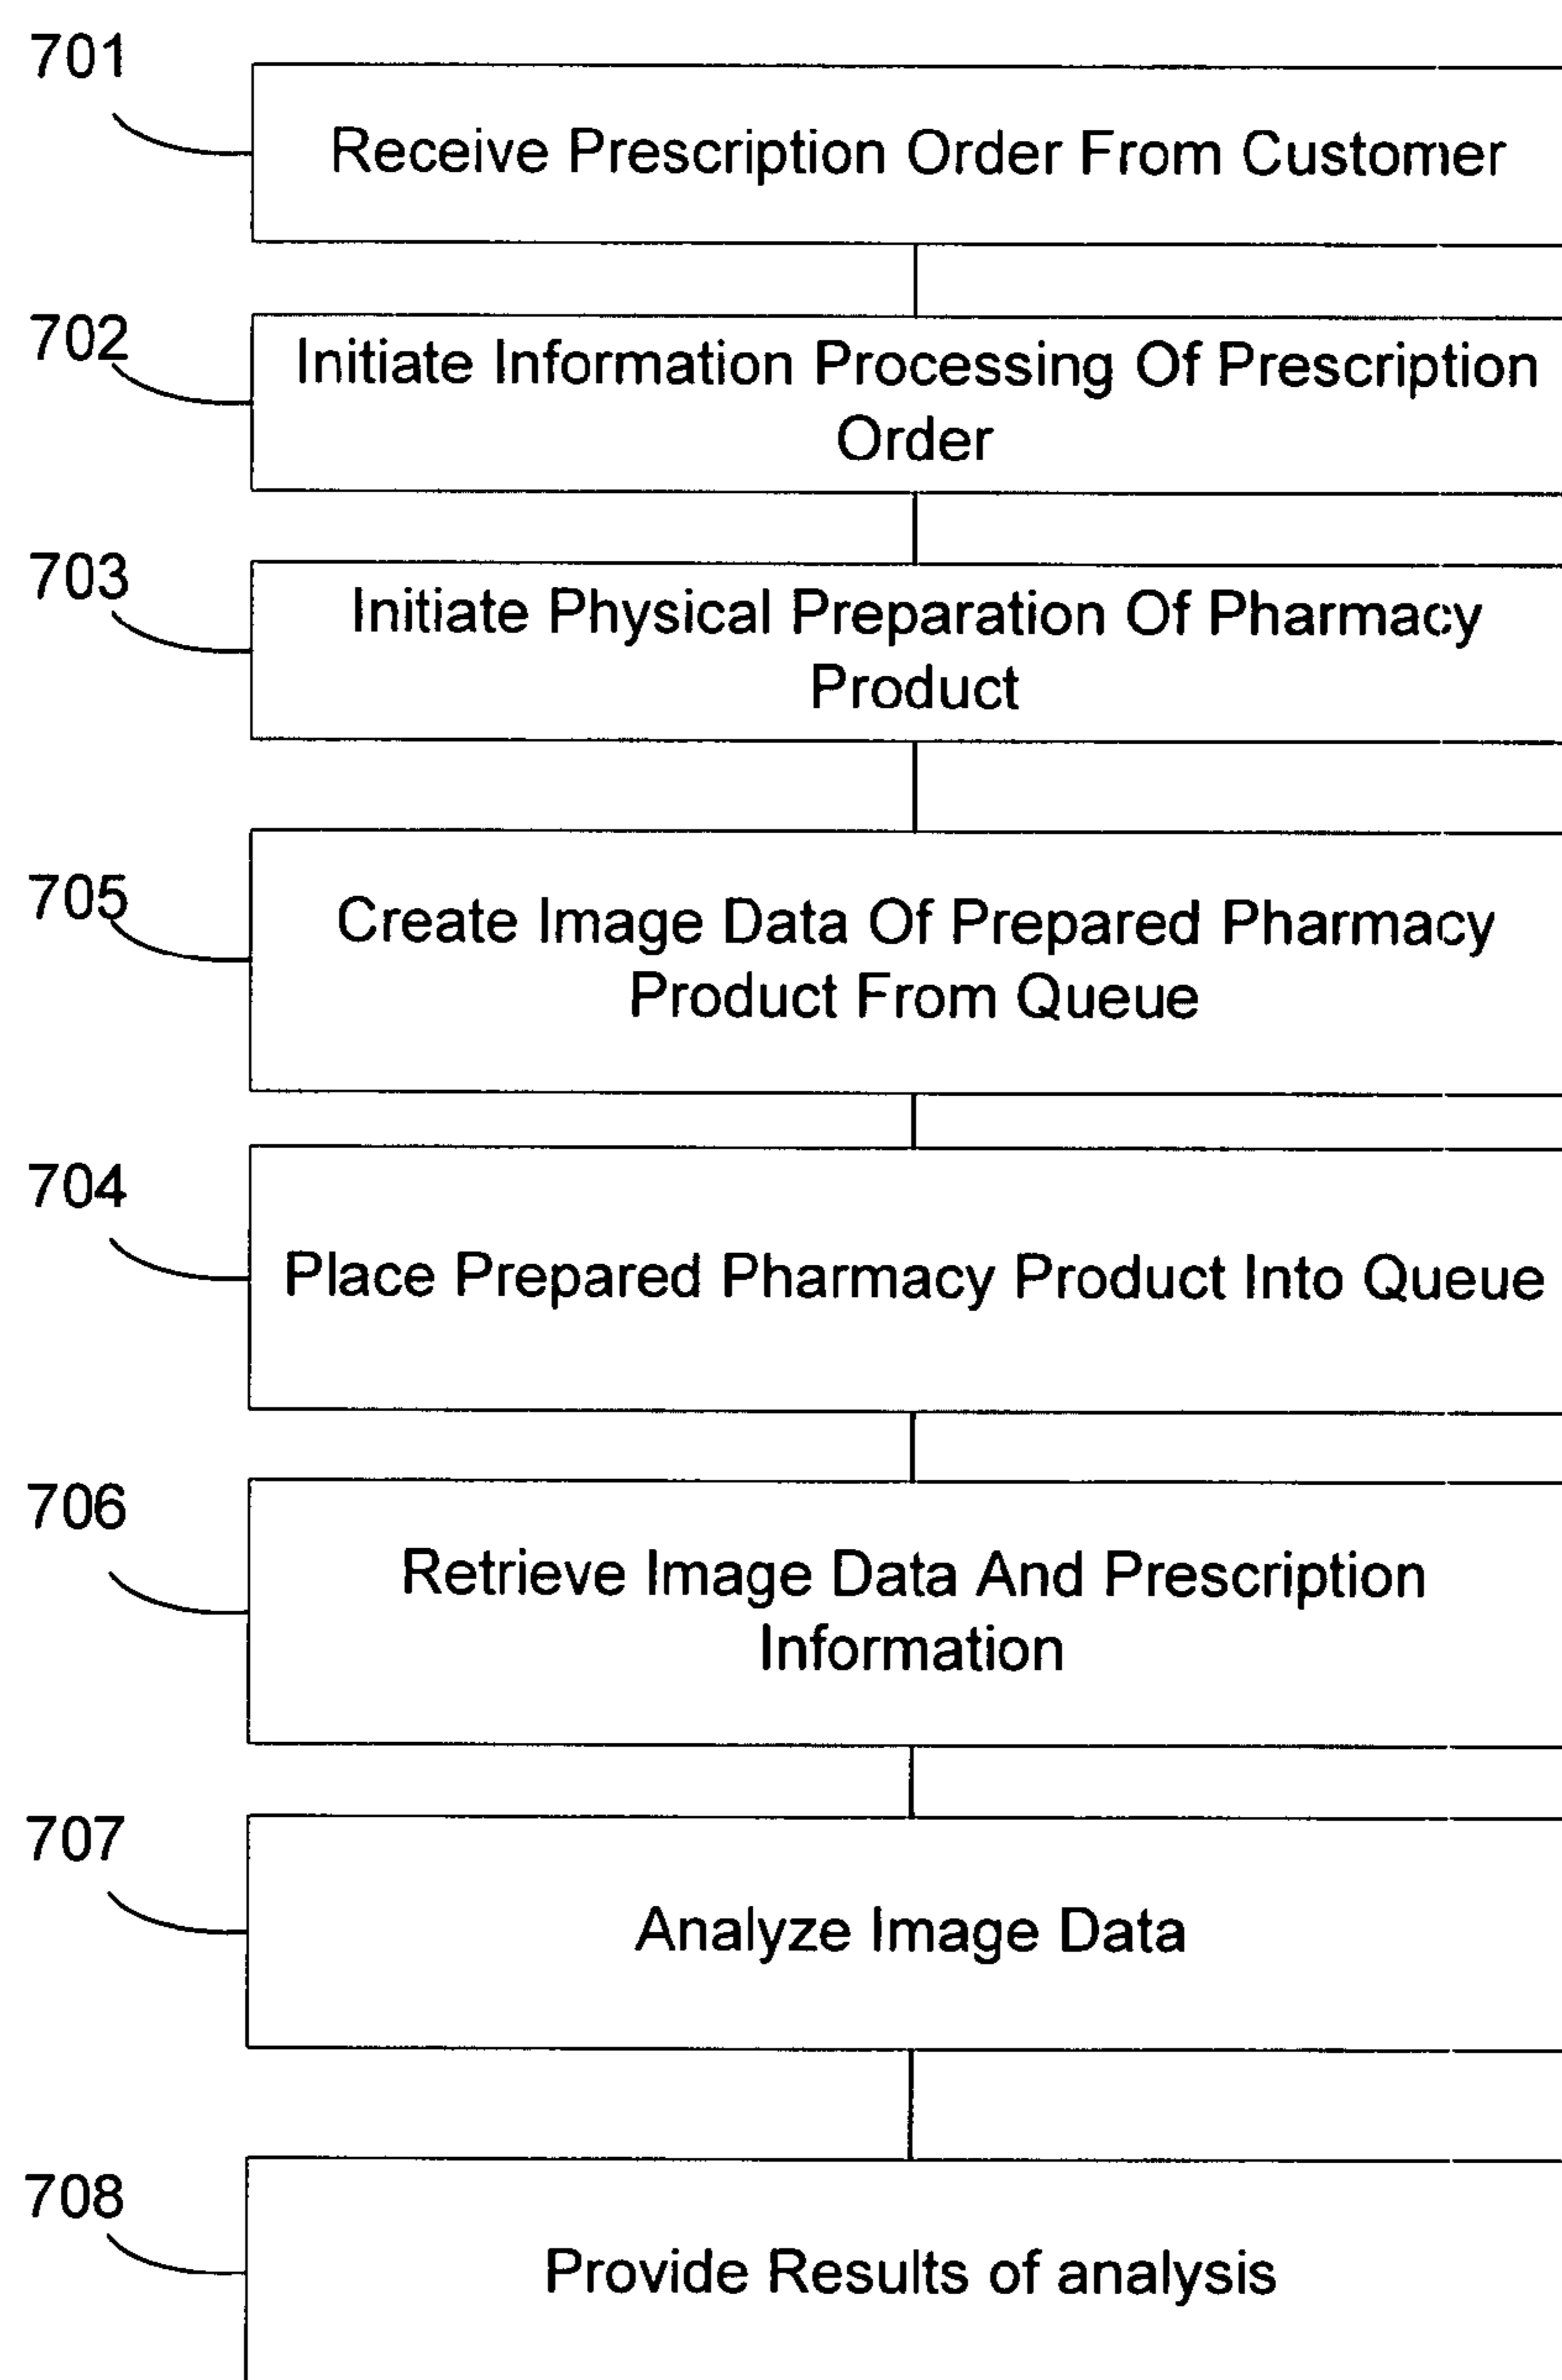 701
Receive Prescription Order From Customer
702
Initiate Information Processing Of Prescription
Order
703
Initiate Physical Preparation Of Pharmacy
Product
705
Create Image Data Of Prepared Pharmacy
Product From Queue
704
Place Prepared Pharmacy Product Into Queue
706
Retrieve Image Data And Prescription
Information
707
Analyze Image Data
708
Provide Results of analysis